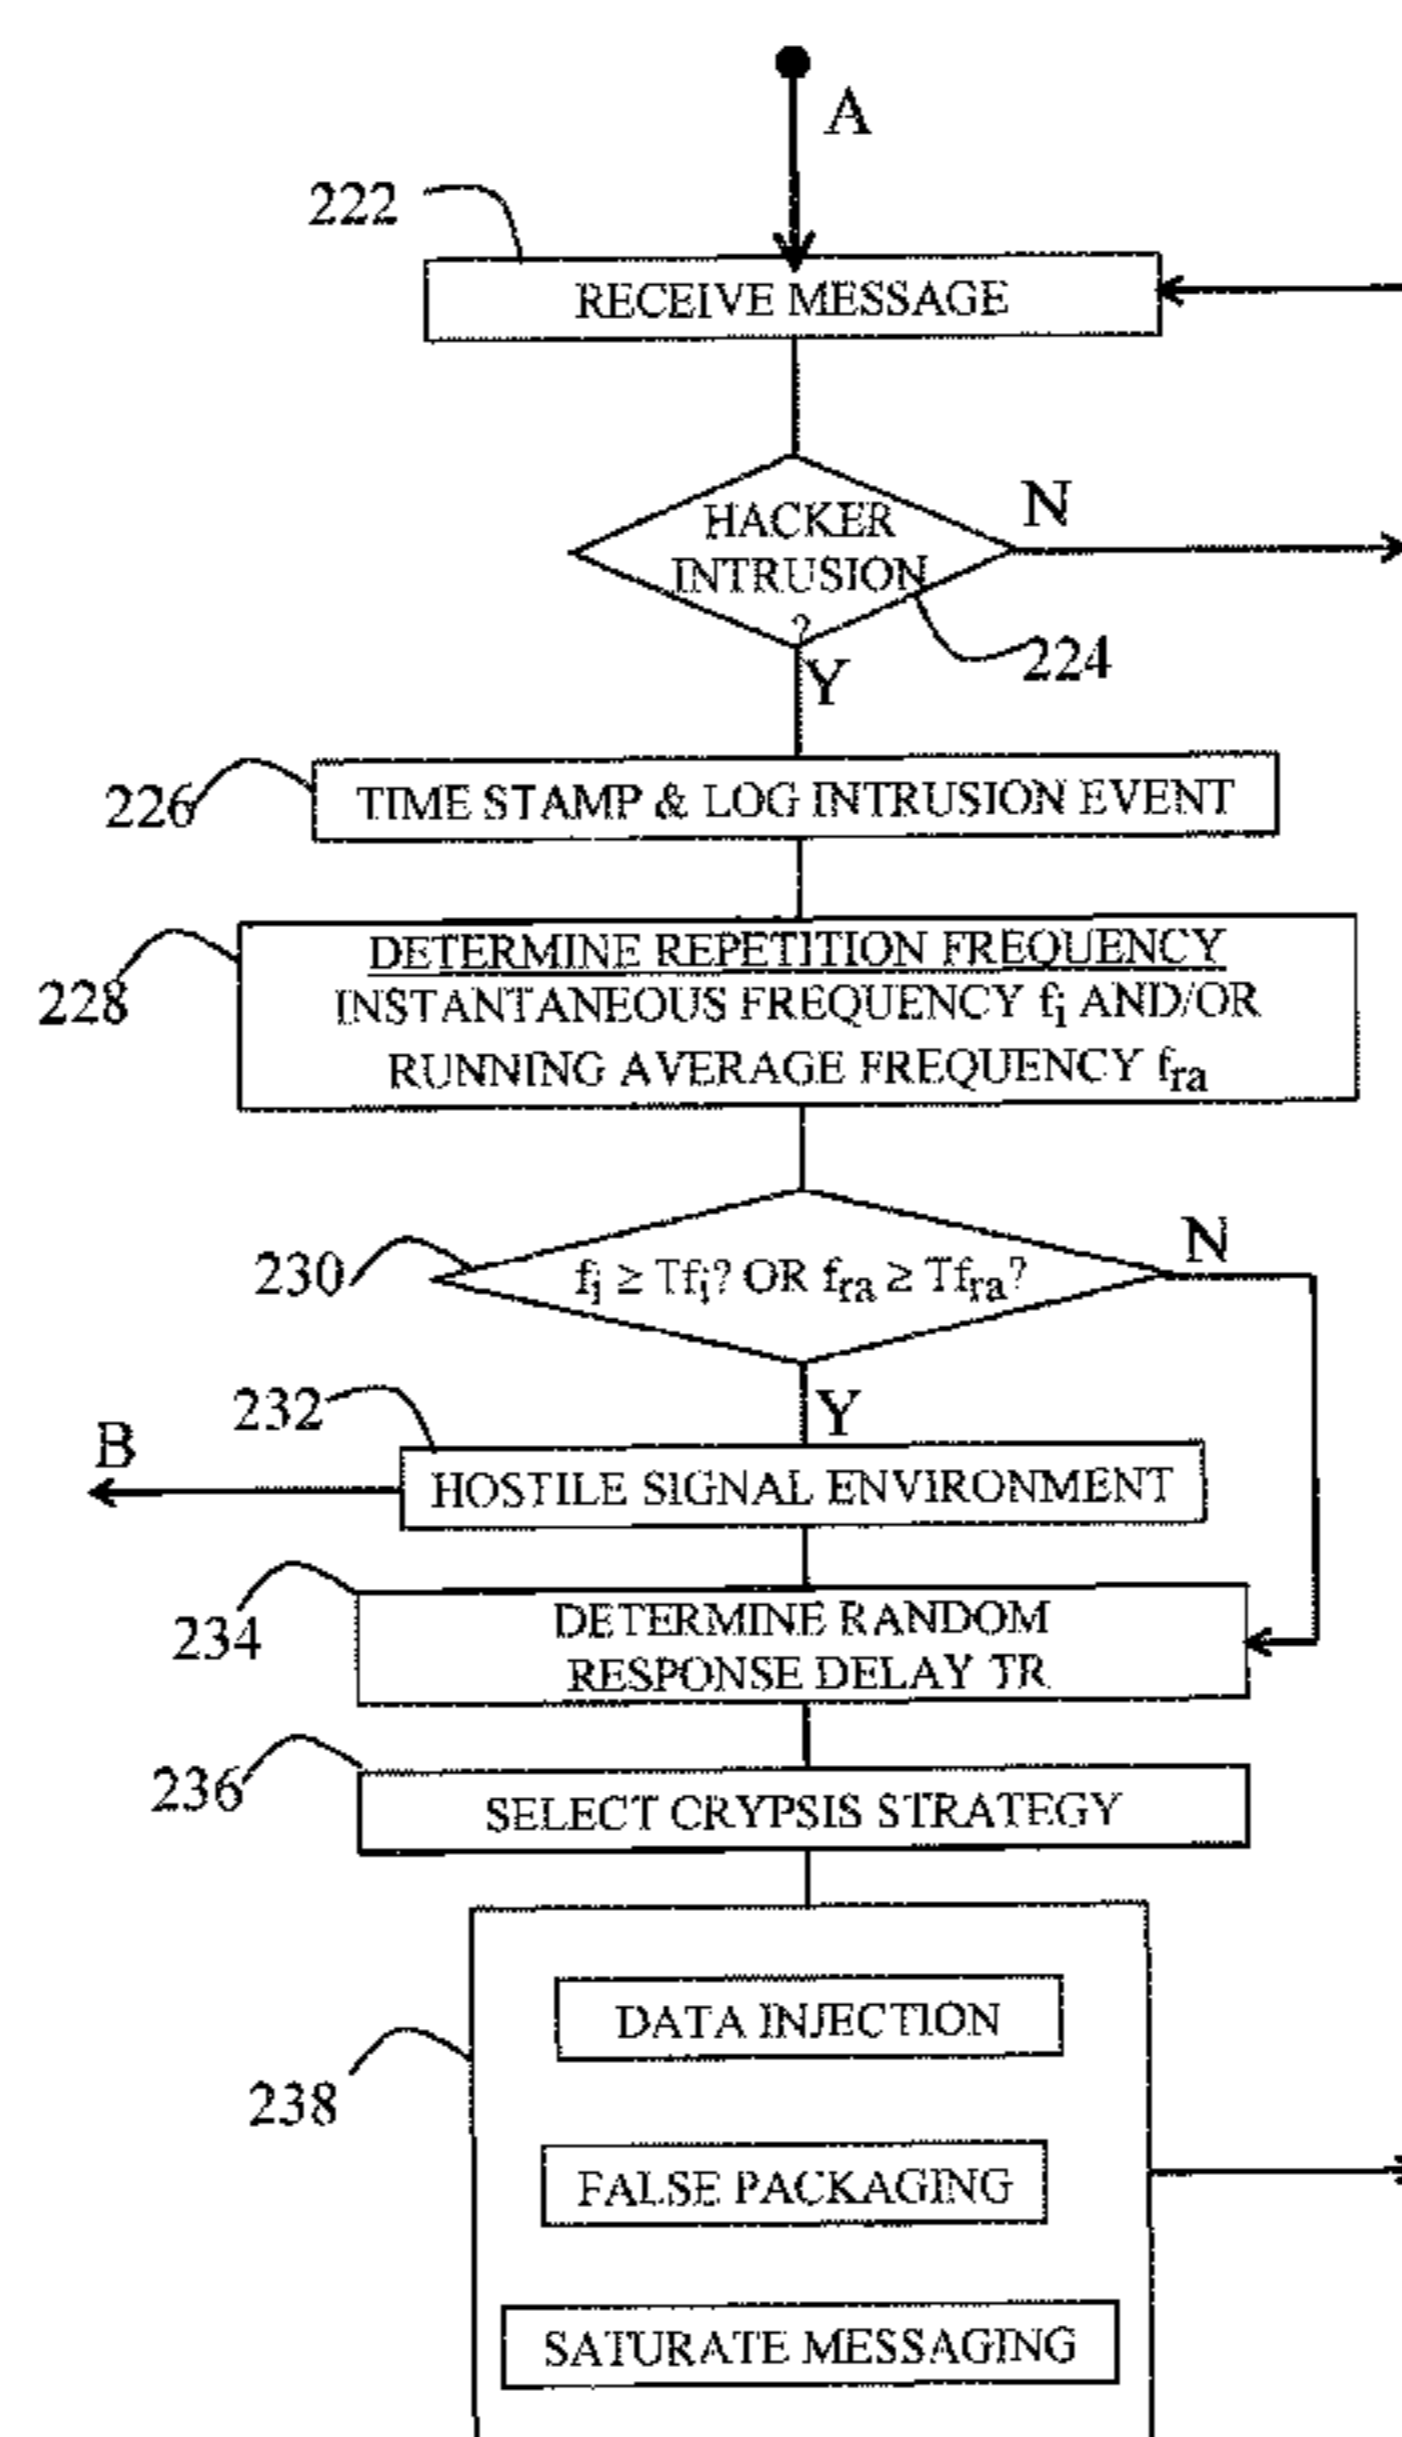 A
222
RECEIVE MESSAGE
HACKER
INTRUSION
?
N
224
Y
226
TIME STAMP & LOG INTRUSION EVENT
228
DETERMINE REPETITION FREQUENCY
INSTANTANEOUS FREQUENCY fi AND/OR
RUNNING AVERAGE FREQUENCY fra
230
fi ≥ Tfi? OR fra ≥ Tfra?
N
Y
232
B
HOSTILE SIGNAL ENVIRONMENT
234
DETERMINE RANDOM
RESPONSE DELAY TR
236
SELECT CRYPSIS STRATEGY
238
DATA INJECTION
FALSE PACKAGING
SATURATE MESSAGING